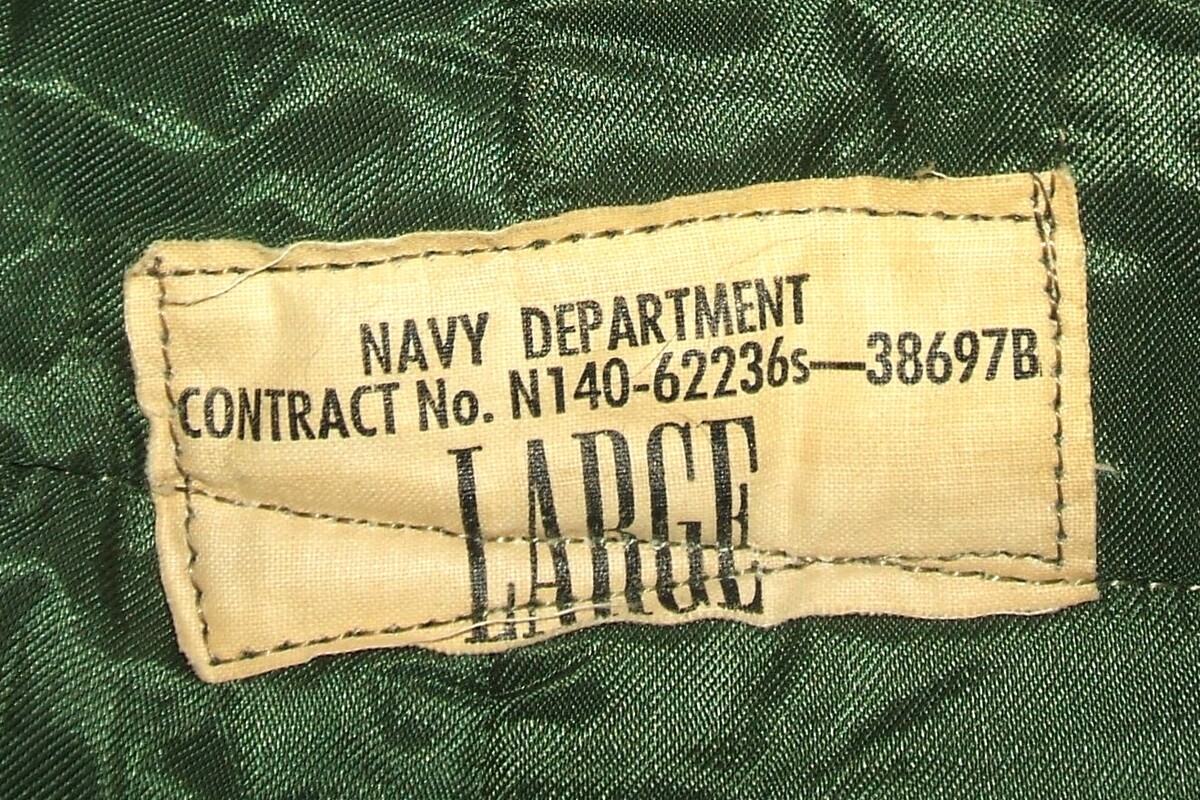 NAVY DEPARTMENT
CONTRACT No. N140-62236s—38697B
LARGE